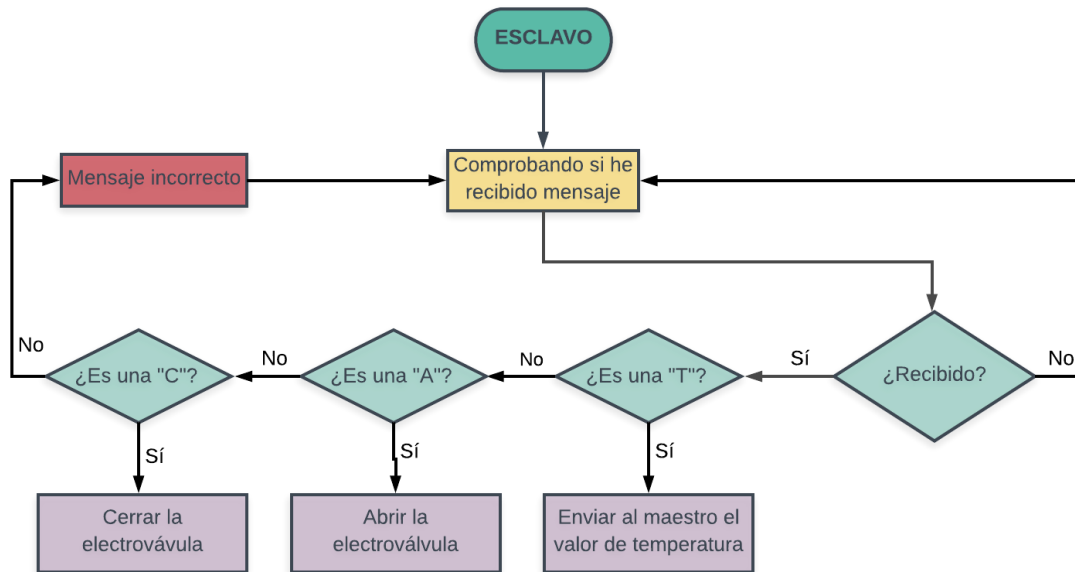 ESCLAVO
Mensaje incorrecto
Comprobando si he
recibido mensaje
No
¿Es una "C"?
No
¿Es una "A"?
No
¿Es una "T"?
Sí
¿Recibido?
No
Sí
Sí
Sí
Cerrar la
electrovávula
Abrir la
electroválvula
Enviar al maestro el
valor de temperatura